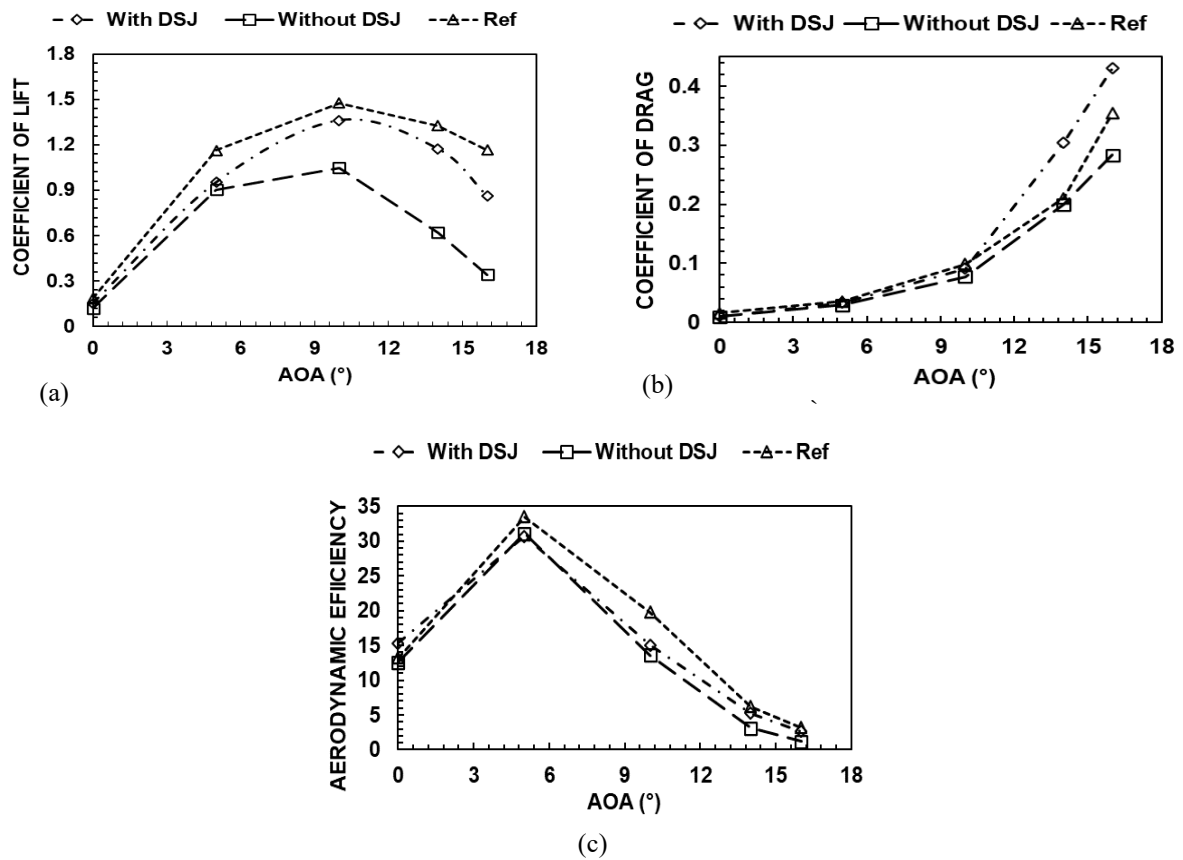 With DSJ Without DSJ Ref
COEFFICIENT OF LIFT
1.8
1.5
1.2
0.9
0.6
0.3
0
0 3 6 9 12 15 18
AOA (°)
(a)
With DSJ Without DSJ Ref
COEFFICIENT OF DRAG
0.4
0.3
0.2
0.1
0
0 3 6 9 12 15 18
AOA (°)
(b)
With DSJ Without DSJ Ref
AERODYNAMIC EFIICIENCY
35
30
25
20
15
10
5
0
0 3 6 9 12 15 18
AOA (°)
(c)